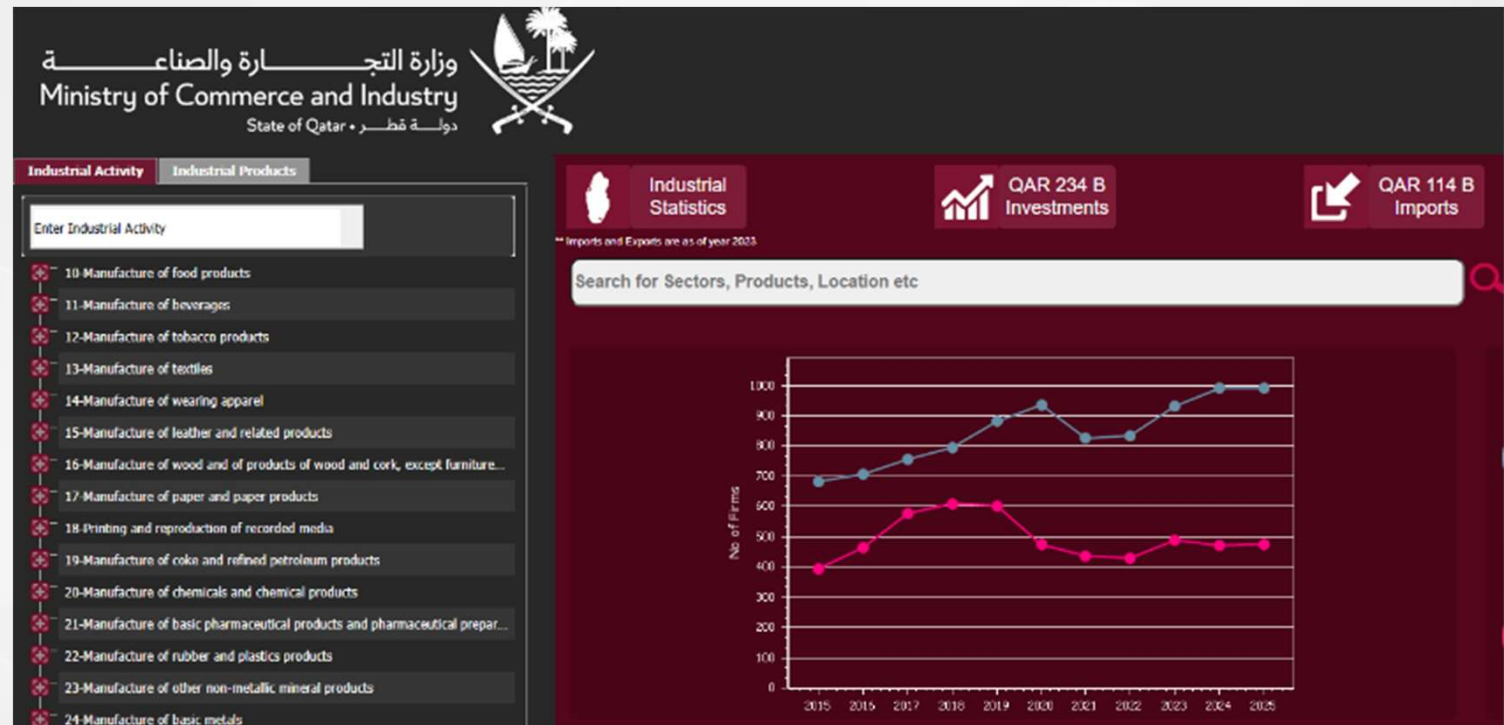 وزارة التجــــــــارة والصناعــــــــة
Ministry of Commerce and Industry
State of Qatar • دولــــة قطـــر
Industrial Activity
Industrial Products
Enter Industrial Activity
10-Manufacture of food products
11-Manufacture of beverages
12-Manufacture of tobacco products
13-Manufacture of textiles
14-Manufacture of wearing apparel
15-Manufacture of leather and related products
16-Manufacture of wood and of products of wood and cork, except furniture...
17-Manufacture of paper and paper products
18-Printing and reproduction of recorded media
19-Manufacture of coke and refined petroleum products
20-Manufacture of chemicals and chemical products
21-Manufacture of basic pharmaceutical products and pharmaceutical prepar...
22-Manufacture of rubber and plastics products
23-Manufacture of other non-metallic mineral products
24-Manufacture of basic metals
Industrial
Statistics
QAR 234 B
Investments
QAR 114 B
Imports
** Imports and Exports are as of year 2023
Search for Sectors, Products, Location etc
No of Firms
1000
900
800
700
600
500
400
300
200
100
0
2015 2016 2017 2018 2019 2020 2021 2022 2023 2024 2025